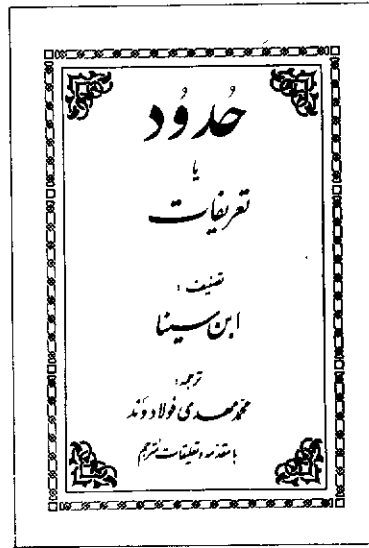 حُدُود
یا
تعریفات
تصنیف :
ابن سینا
ترجمه :
محمد مهدی فولادوند
با مقدمه و تعلیقات مترجم